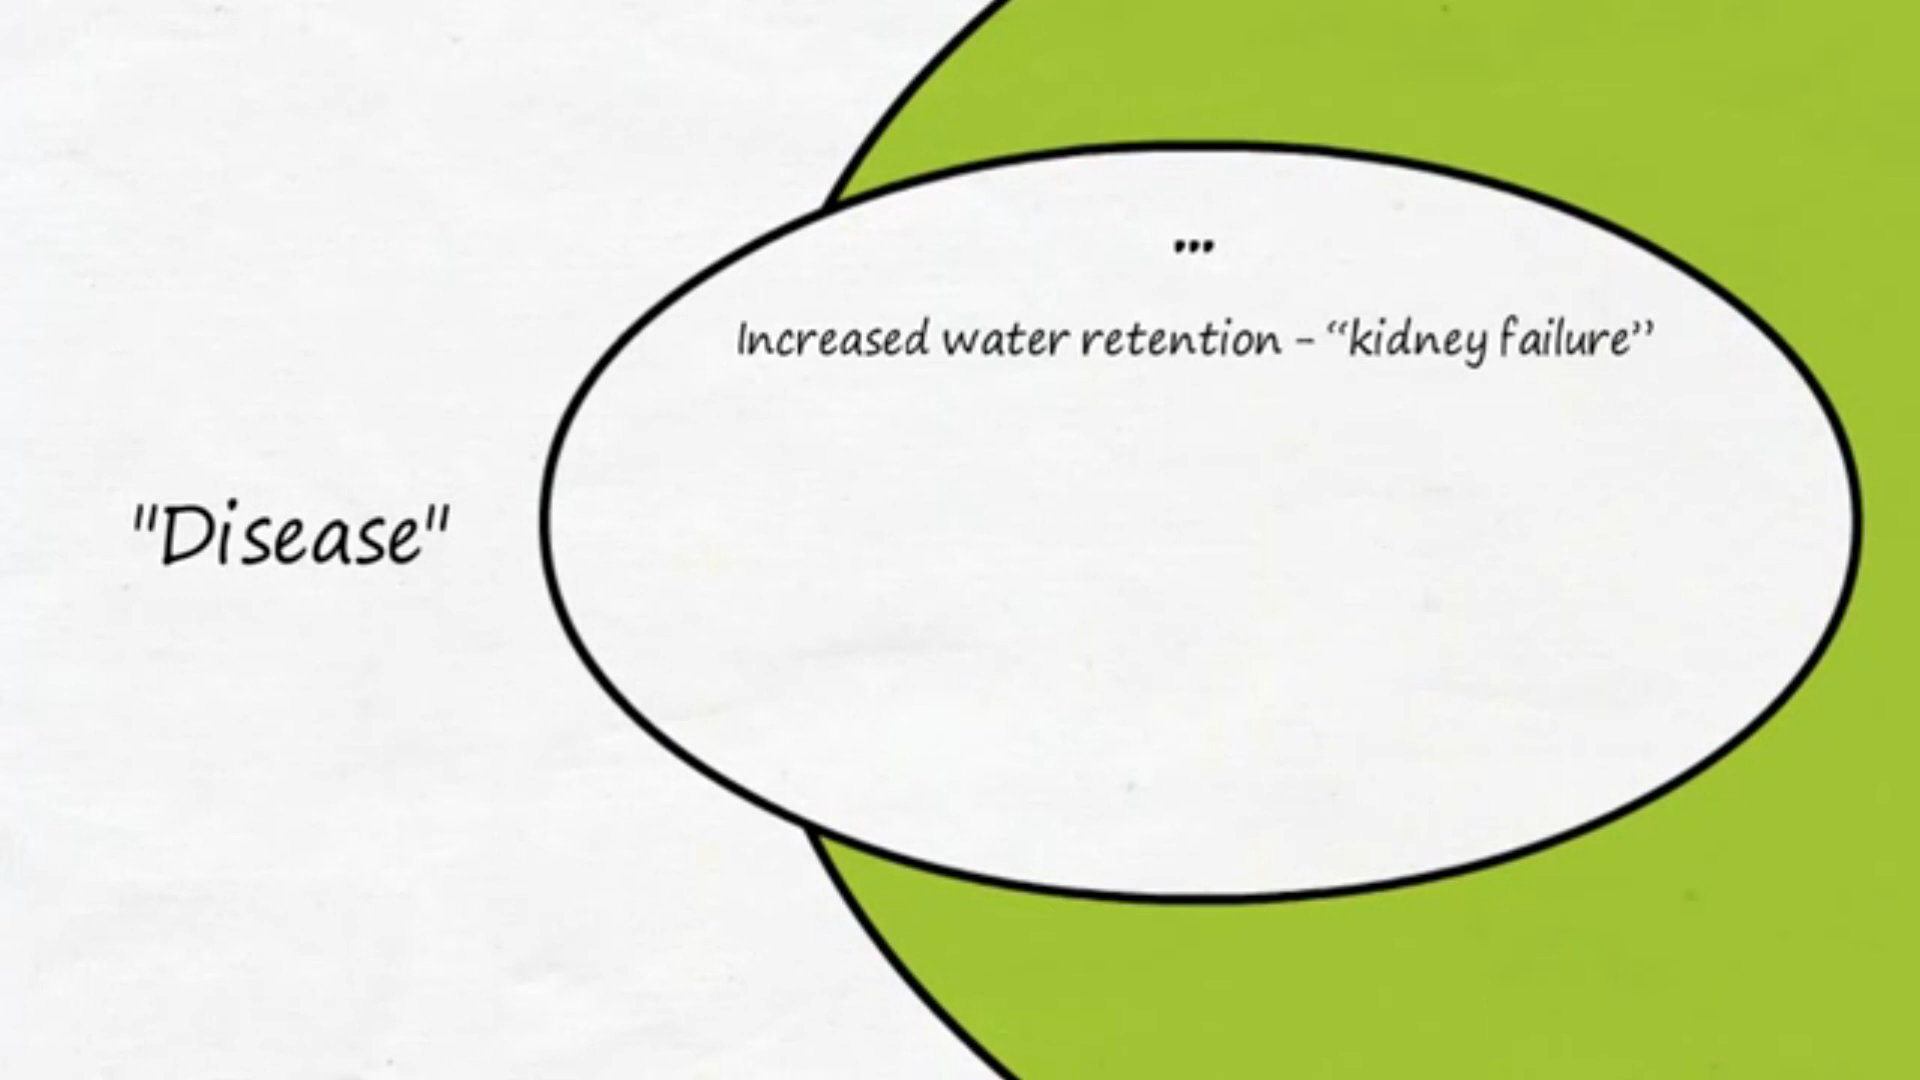 ...
Increased water retention - “kidney failure”
"Disease"